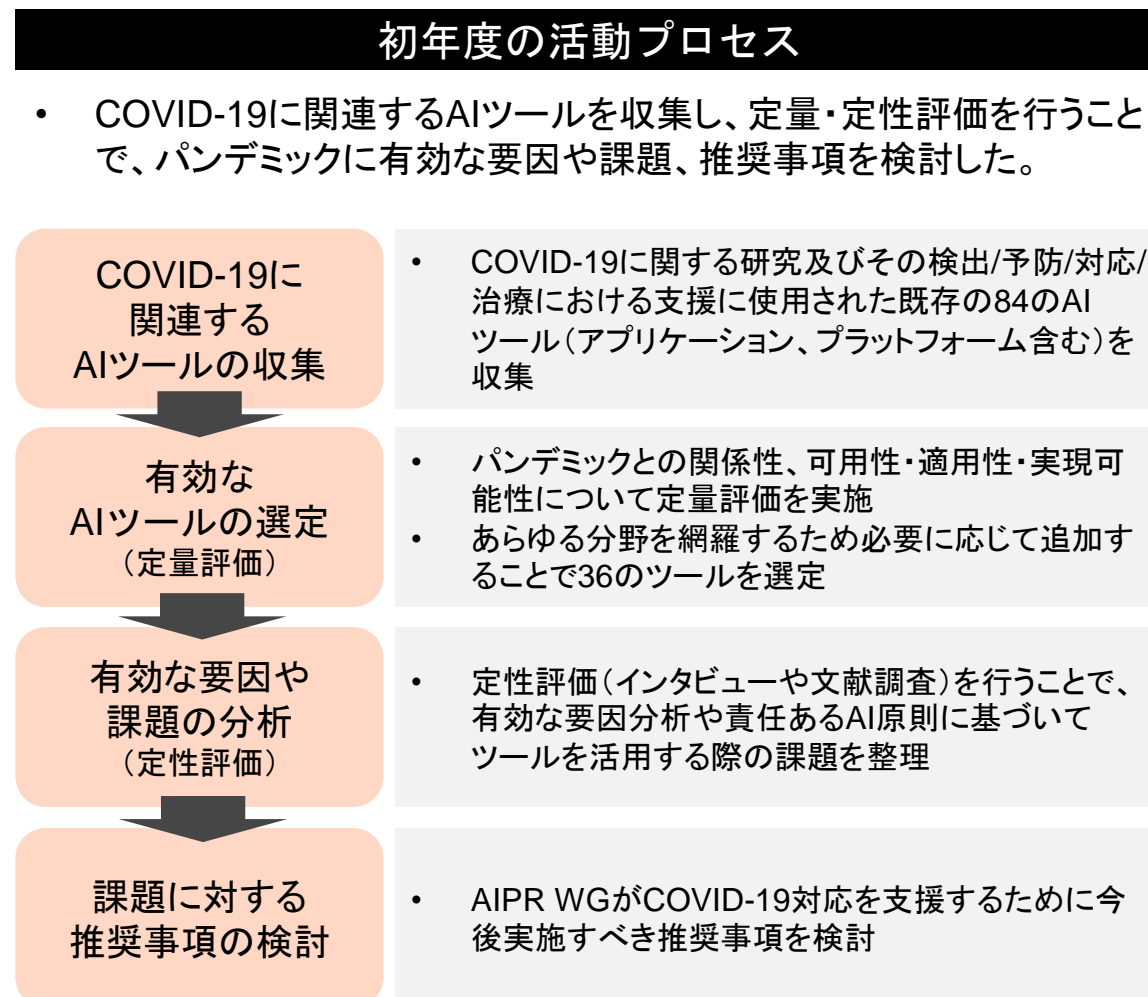 初年度の活動プロセス
• COVID-19に関連するAIツールを収集し、定量・定性評価を行うこと
で、パンデミックに有効な要因や課題、推奨事項を検討した。
COVID-19に
関連する
AIツールの収集
• COVID-19に関する研究及びその検出/予防/対応/
治療における支援に使用された既存の84のAI
ツール（アプリケーション、プラットフォーム含む）を
収集
有効な
AIツールの選定
（定量評価）
• パンデミックとの関係性、可用性・適用性・実現可
能性について定量評価を実施
• あらゆる分野を網羅するため必要に応じて追加す
ることで36のツールを選定
有効な要因や
課題の分析
（定性評価）
• 定性評価（インタビューや文献調査）を行うことで、
有効な要因分析や責任あるAI原則に基づいて
ツールを活用する際の課題を整理
課題に対する
推奨事項の検討
• AIPR WGがCOVID-19対応を支援するために今
後実施すべき推奨事項を検討